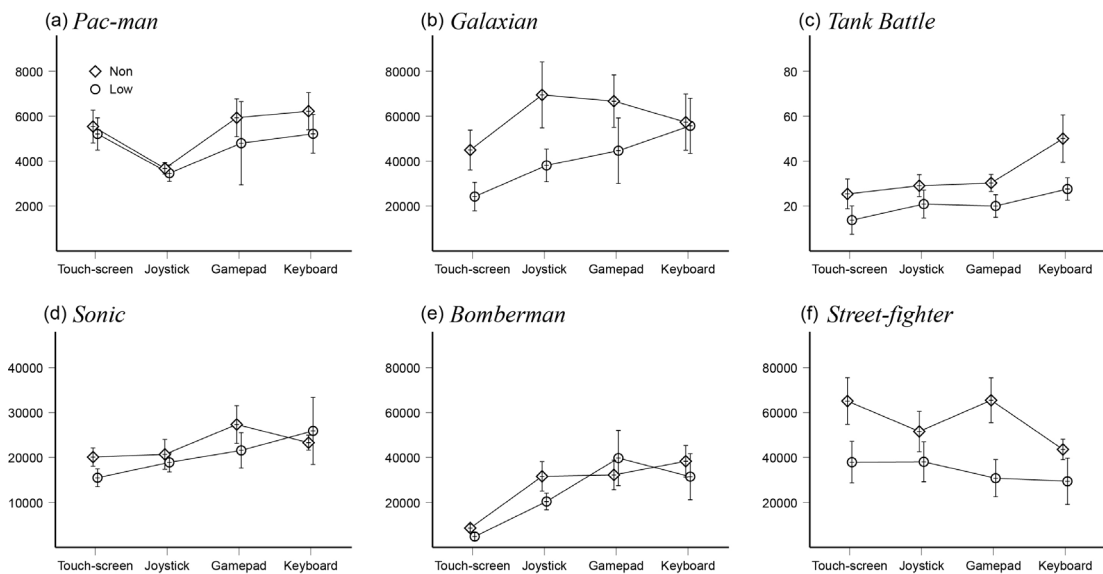 (a) Pac-man
8000
6000
4000
2000
Non
Low
Touch-screen Joystick Gamepad Keyboard
(b) Galaxian
80000
60000
40000
20000
Touch-screen Joystick Gamepad Keyboard
(c) Tank Battle
80
60
40
20
Touch-screen Joystick Gamepad Keyboard
(d) Sonic
40000
30000
20000
10000
Touch-screen Joystick Gamepad Keyboard
(e) Bomberman
80000
60000
40000
20000
Touch-screen Joystick Gamepad Keyboard
(f) Street-fighter
80000
60000
40000
20000
Touch-screen Joystick Gamepad Keyboard